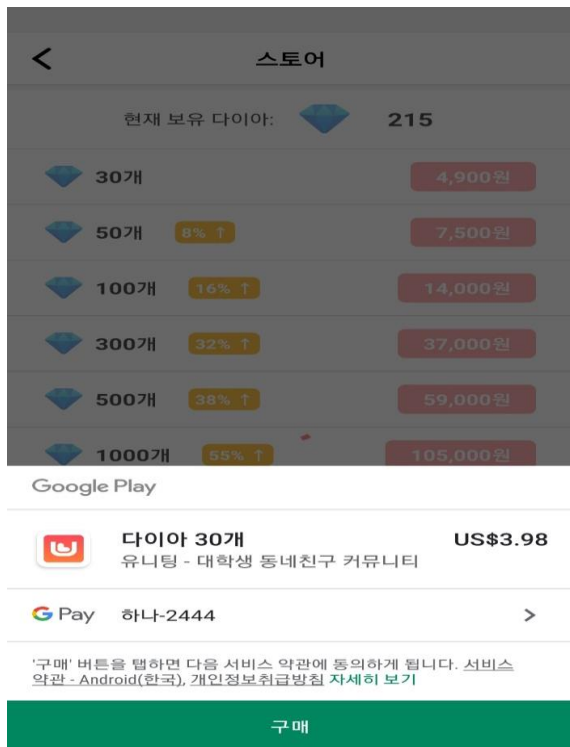 스토어
현재 보유 다이아: 215
30개 4,900원
50개 8% ↑ 7,500원
100개 16% ↑ 14,000원
300개 32% ↑ 37,000원
500개 38% ↑ 59,000원
1000개 55% ↑ 105,000원
Google Play
다이아 30개 US$3.98
유니팅 - 대학생 동네친구 커뮤니티
G Pay 하나-2444
'구매' 버튼을 탭하면 다음 서비스 약관에 동의하게 됩니다. 서비스
약관 - Android(한국), 개인정보취급방침 자세히 보기
구매